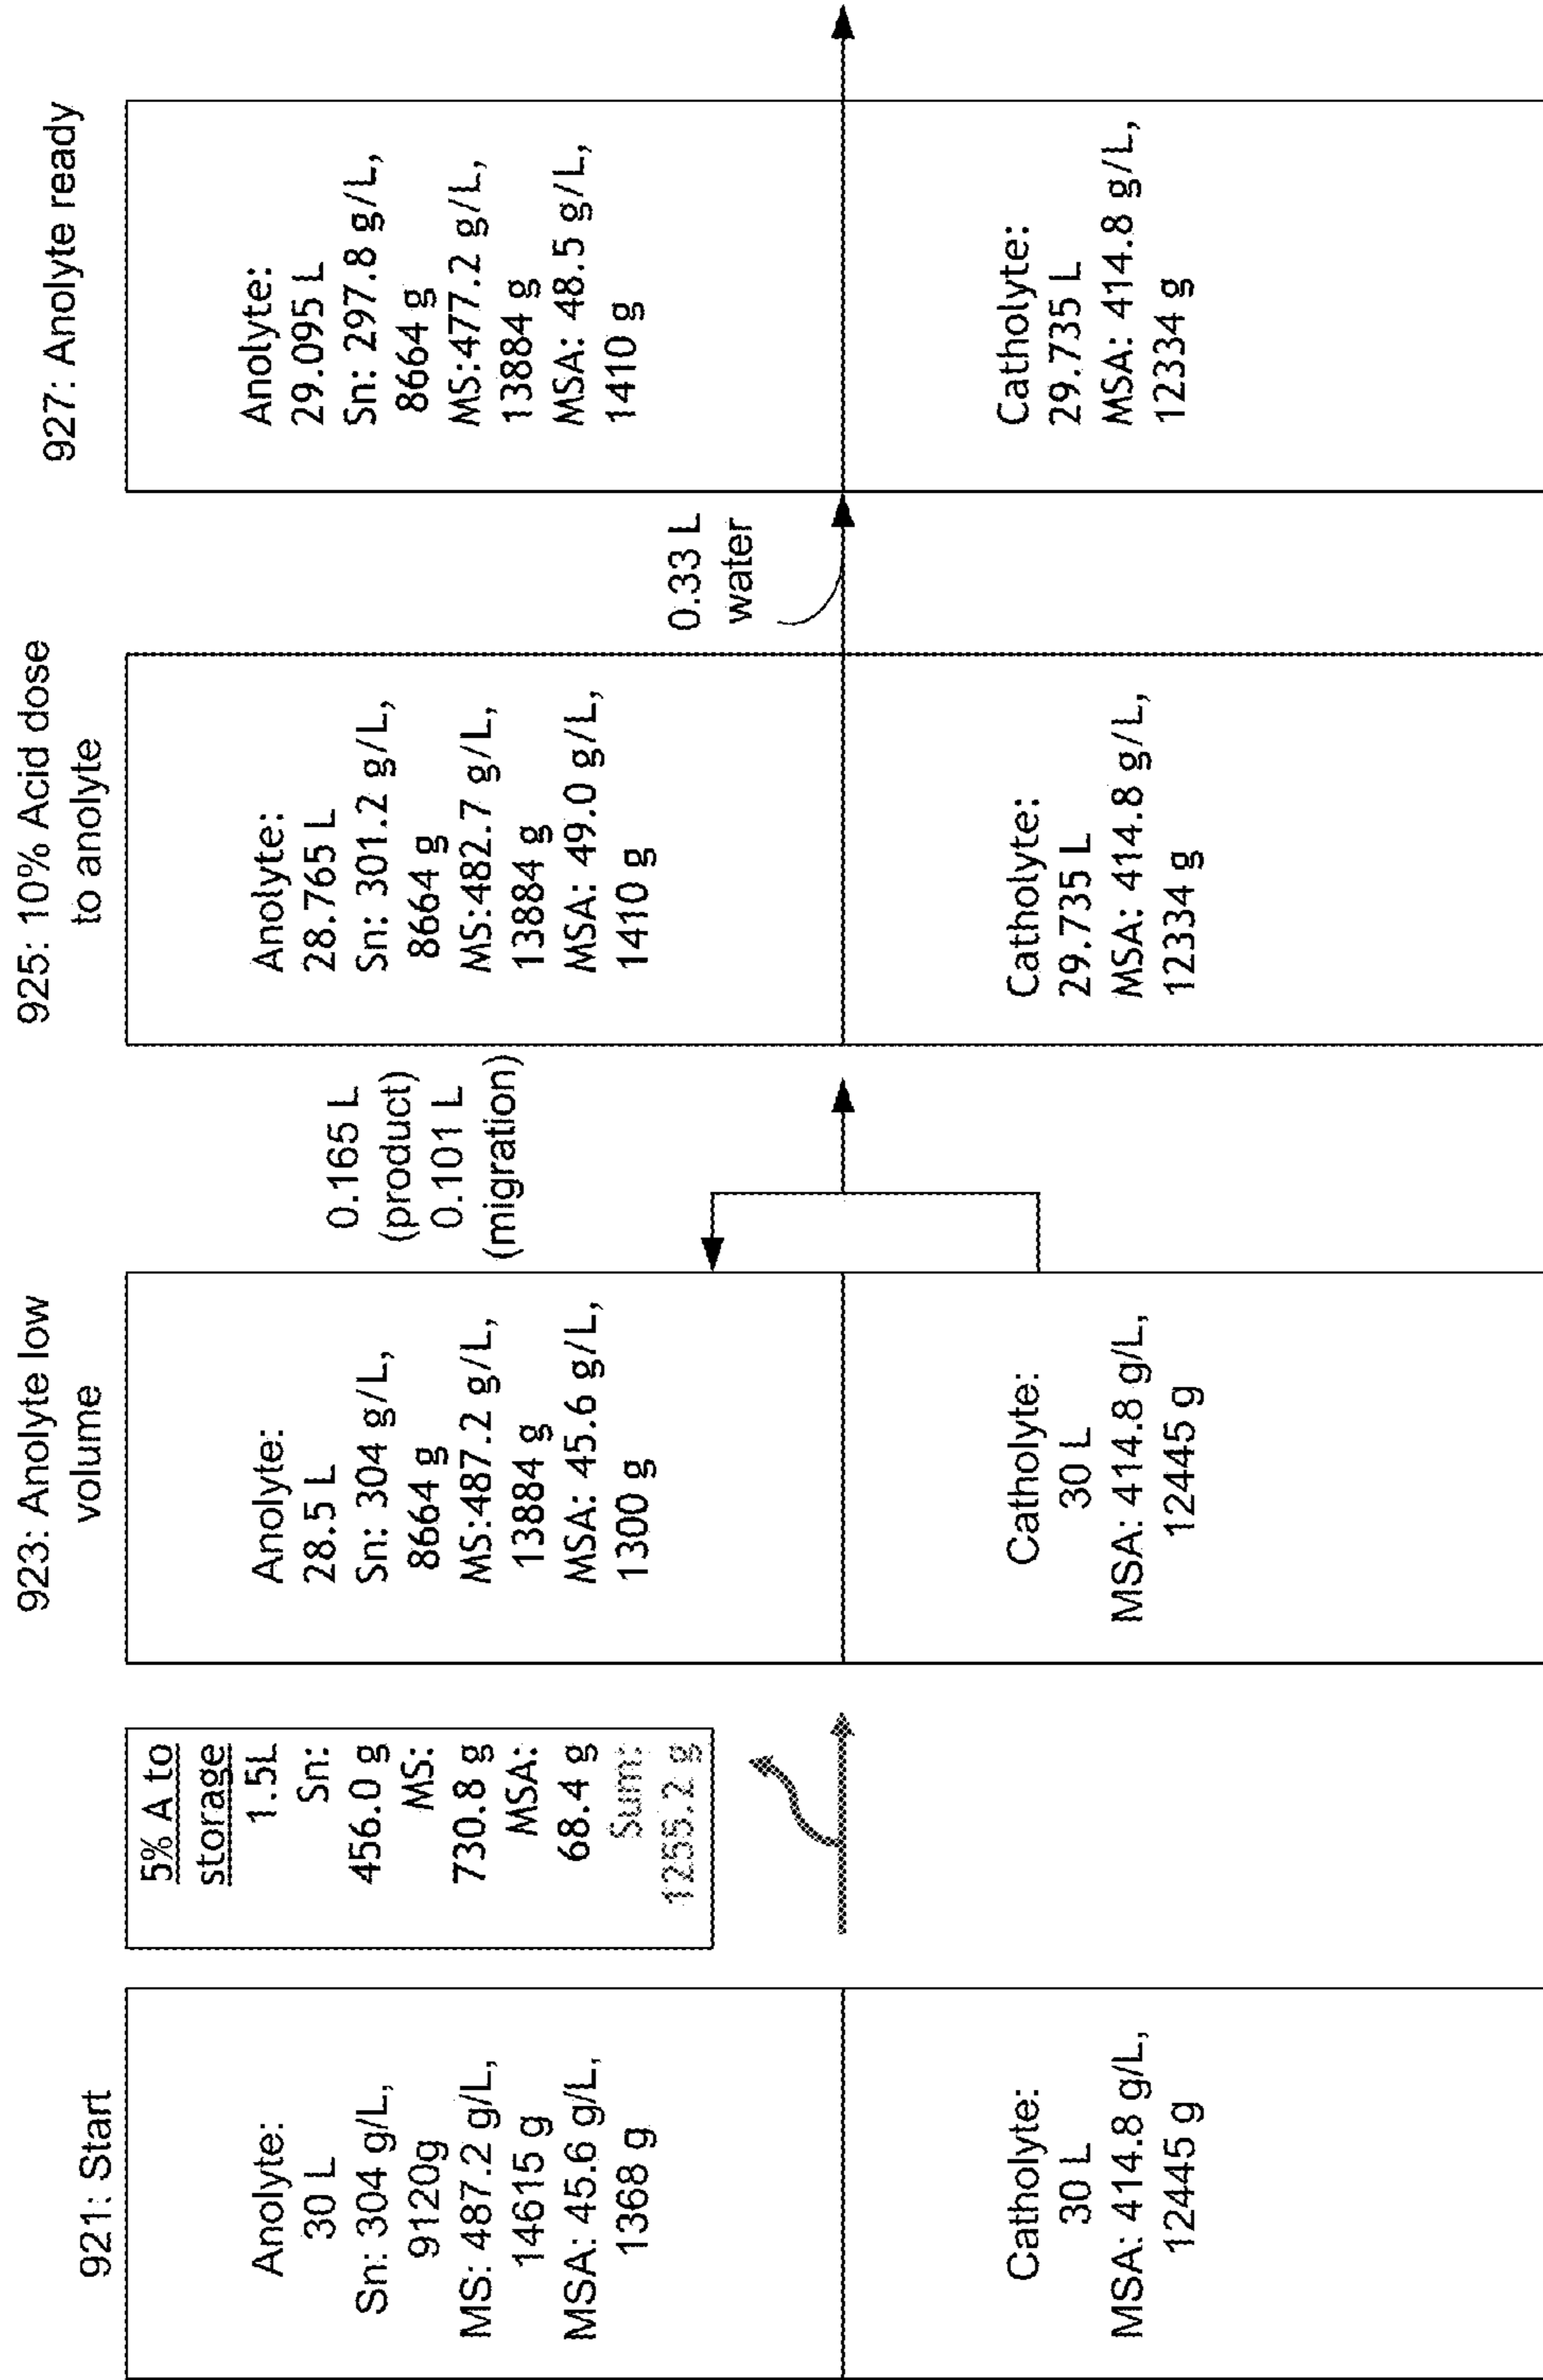 921: Start
Anolyte:
30 L
Sn: 304 g/L,
9120g
MS: 487.2 g/L,
14615 g
MSA: 45.6 g/L,
1368 g
Catholyte:
30 L
MSA: 414.8 g/L,
12445 g
5% A to
storage
1.5L
Sn:
456.0 g
MS:
730.8 g
MSA:
68.4 g
Sum:
1255.2 g
923: Anolyte low
volume
Anolyte:
28.5 L
Sn: 304 g/L,
8664 g
MS:487.2 g/L,
13884 g
MSA: 45.6 g/L,
1300 g
Catholyte:
30 L
MSA: 414.8 g/L,
12445 g
0.165 L
(product)
0.101 L
(migration)
925: 10% Acid dose
to anolyte
Anolyte:
28.765 L
Sn: 301.2 g/L,
8664 g
MS:482.7 g/L,
13884 g
MSA: 49.0 g/L,
1410 g
Catholyte:
29.735 L
MSA: 414.8 g/L,
12334 g
0.33 L
water
927: Anolyte ready
Anolyte:
29.095 L
Sn: 297.8 g/L,
8664 g
MS:477.2 g/L,
13884 g
MSA: 48.5 g/L,
1410 g
Catholyte:
29.735 L
MSA: 414.8 g/L,
12334 g